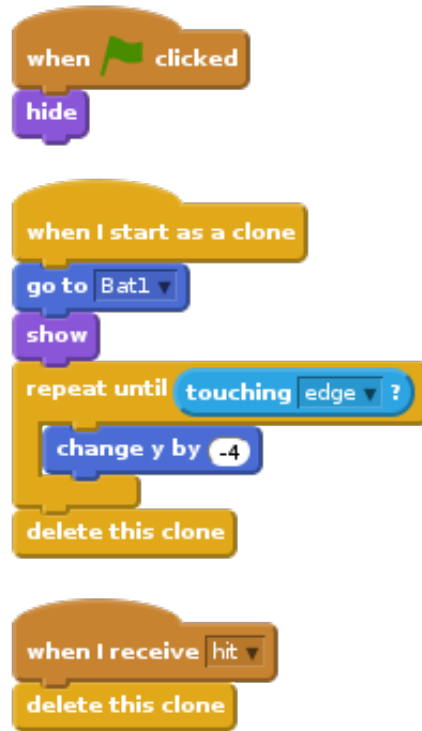 when clicked
hide
when I start as a clone
go to Bat1
show
repeat until touching edge ?
change y by -4
delete this clone
when I receive hit
delete this clone